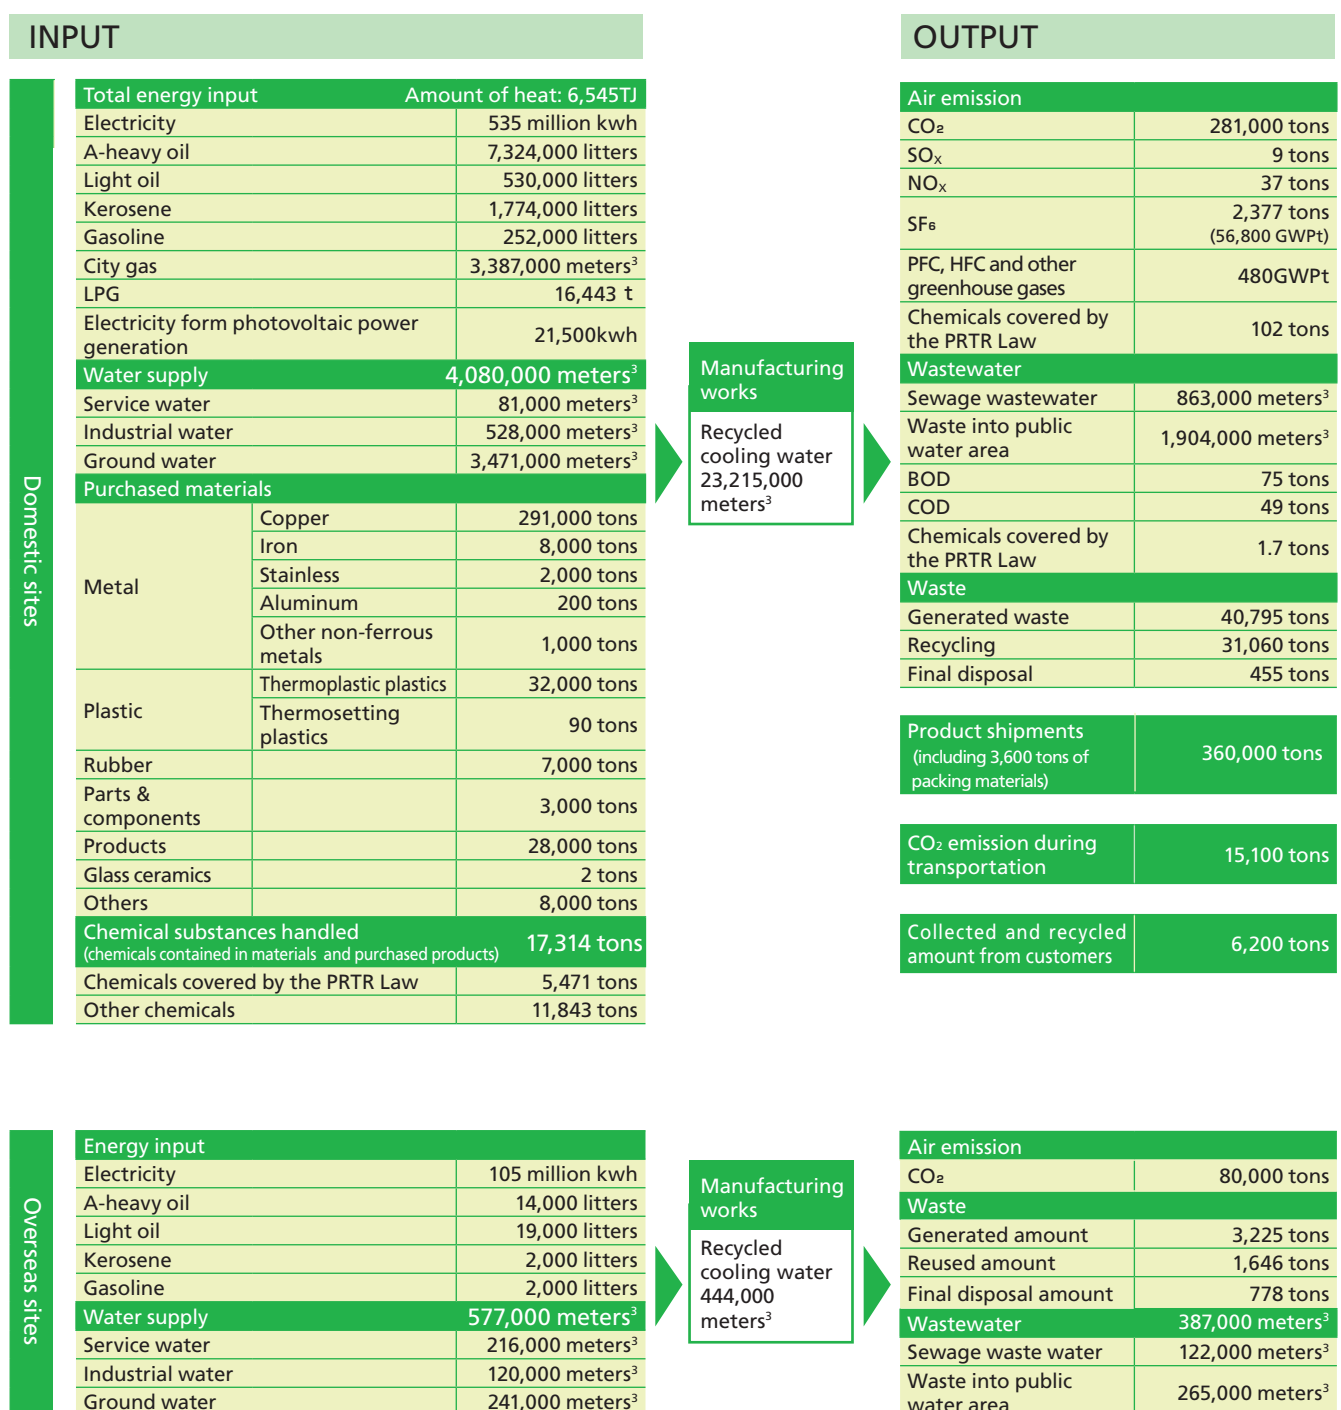 INPUT
Domestic sites
Total energy input Amount of heat: 6,545TJ
Electricity 535 million kwh
A-heavy oil 7,324,000 litters
Light oil 530,000 litters
Kerosene 1,774,000 litters
Gasoline 252,000 litters
City gas 3,387,000 meters³
LPG 16,443 t
Electricity form photovoltaic power
generation 21,500kwh
Water supply 4,080,000 meters³
Service water 81,000 meters³
Industrial water 528,000 meters³
Ground water 3,471,000 meters³
Purchased materials
Metal
Copper 291,000 tons
Iron 8,000 tons
Stainless 2,000 tons
Aluminum 200 tons
Other non-ferrous
metals 1,000 tons
Plastic
Thermoplastic plastics 32,000 tons
Thermosetting
plastics 90 tons
Rubber 7,000 tons
Parts &
components 3,000 tons
Products 28,000 tons
Glass ceramics 2 tons
Others 8,000 tons
Chemical substances handled
(chemicals contained in materials and purchased products) 17,314 tons
Chemicals covered by the PRTR Law 5,471 tons
Other chemicals 11,843 tons
Manufacturing
works
Recycled
cooling water
23,215,000
meters³
OUTPUT
Air emission
CO₂ 281,000 tons
SOₓ 9 tons
NOₓ 37 tons
SF₆ 2,377 tons
(56,800 GWPt)
PFC, HFC and other
greenhouse gases 480GWPt
Chemicals covered by
the PRTR Law 102 tons
Wastewater
Sewage wastewater 863,000 meters³
Waste into public
water area 1,904,000 meters³
BOD 75 tons
COD 49 tons
Chemicals covered by
the PRTR Law 1.7 tons
Waste
Generated waste 40,795 tons
Recycling 31,060 tons
Final disposal 455 tons
Product shipments
(including 3,600 tons of
packing materials) 360,000 tons
CO₂ emission during
transportation 15,100 tons
Collected and recycled
amount from customers 6,200 tons
Overseas sites
Energy input
Electricity 105 million kwh
A-heavy oil 14,000 litters
Light oil 19,000 litters
Kerosene 2,000 litters
Gasoline 2,000 litters
Water supply 577,000 meters³
Service water 216,000 meters³
Industrial water 120,000 meters³
Ground water 241,000 meters³
Manufacturing
works
Recycled
cooling water
444,000
meters³
Air emission
CO₂ 80,000 tons
Waste
Generated amount 3,225 tons
Reused amount 1,646 tons
Final disposal amount 778 tons
Wastewater 387,000 meters³
Sewage waste water 122,000 meters³
Waste into public
water area 265,000 meters³